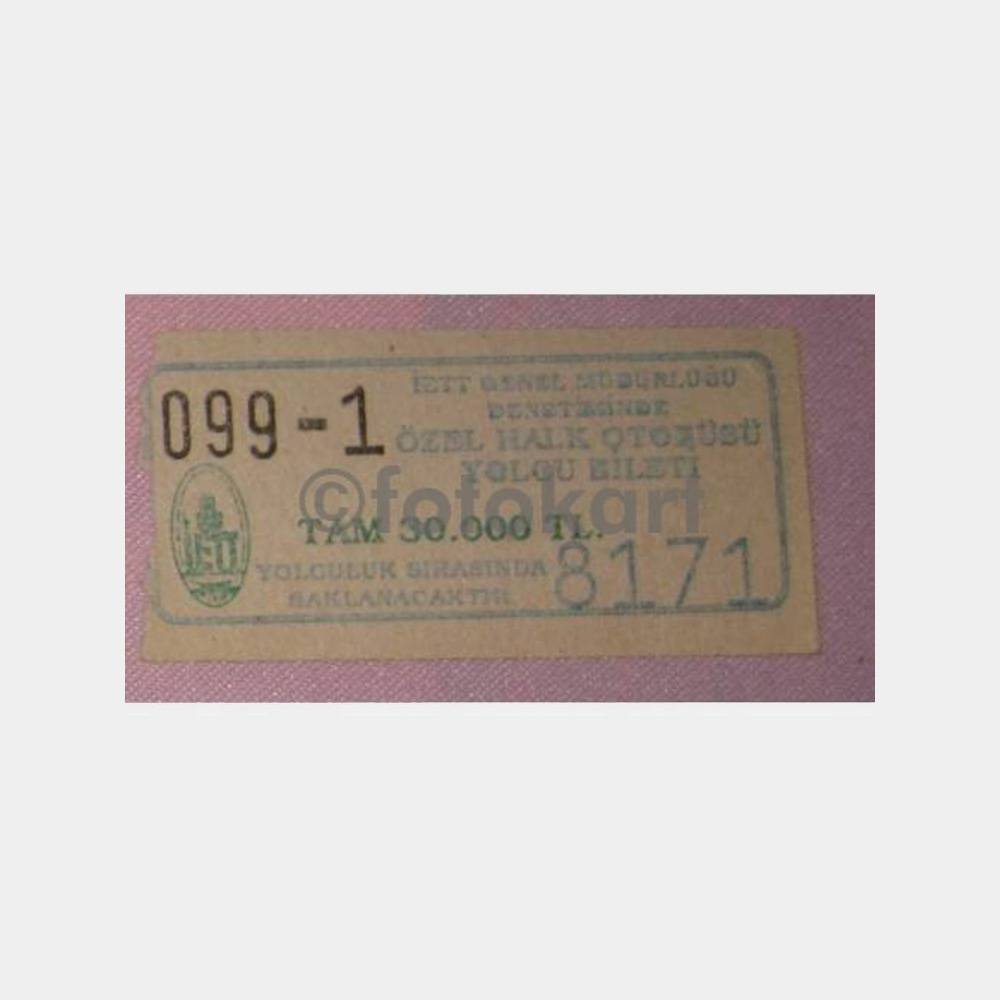 099-1
İETT GENEL MÜDÜRLÜĞÜ
DENETİMİNDE
ÖZEL HALK OTOBÜSÜ
YOLCU BİLETİ
©fotokart
TAM 30.000 TL.
İETT
YOLCULUK SIRASINDA
SAKLANACAKTIR
8171